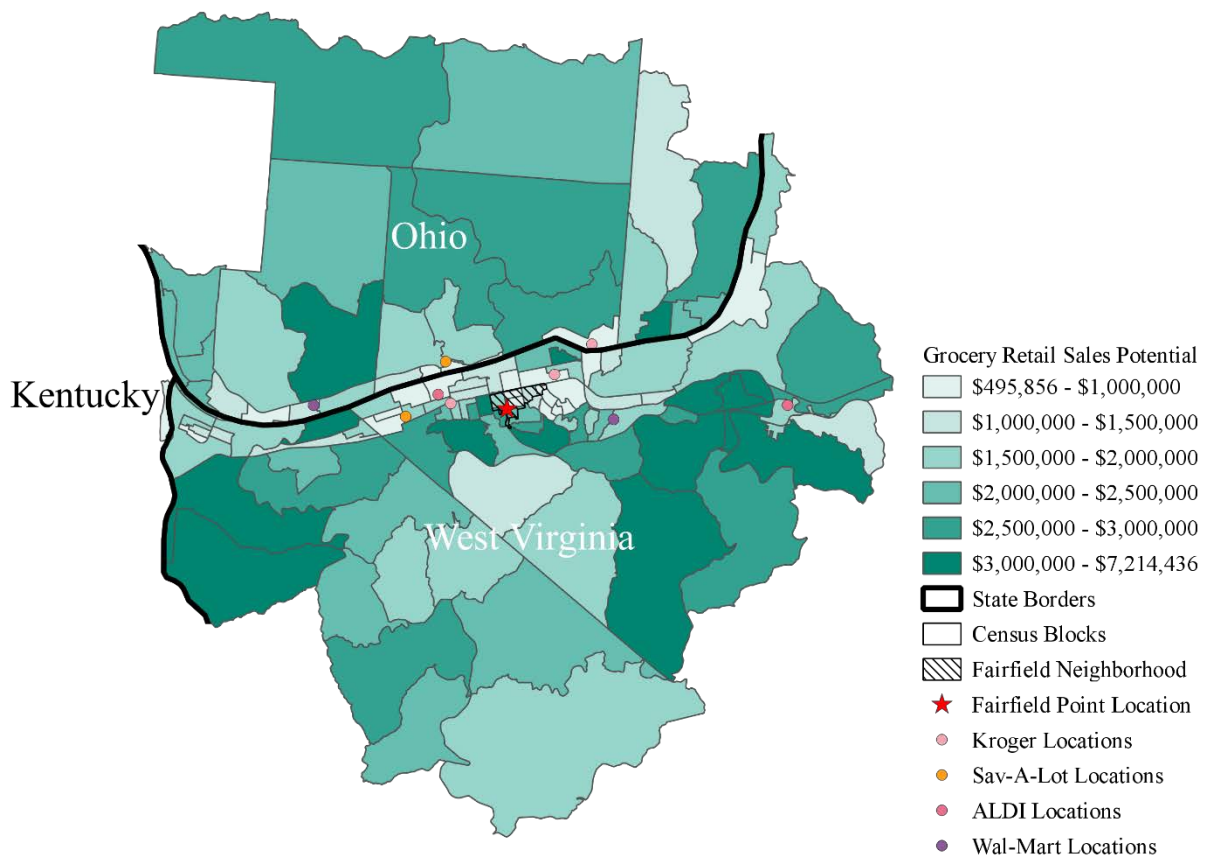 Ohio
Kentucky
West Virginia
Grocery Retail Sales Potential
$495,856 - $1,000,000
$1,000,000 - $1,500,000
$1,500,000 - $2,000,000
$2,000,000 - $2,500,000
$2,500,000 - $3,000,000
$3,000,000 - $7,214,436
State Borders
Census Blocks
Fairfield Neighborhood
Fairfield Point Location
Kroger Locations
Sav-A-Lot Locations
ALDI Locations
Wal-Mart Locations